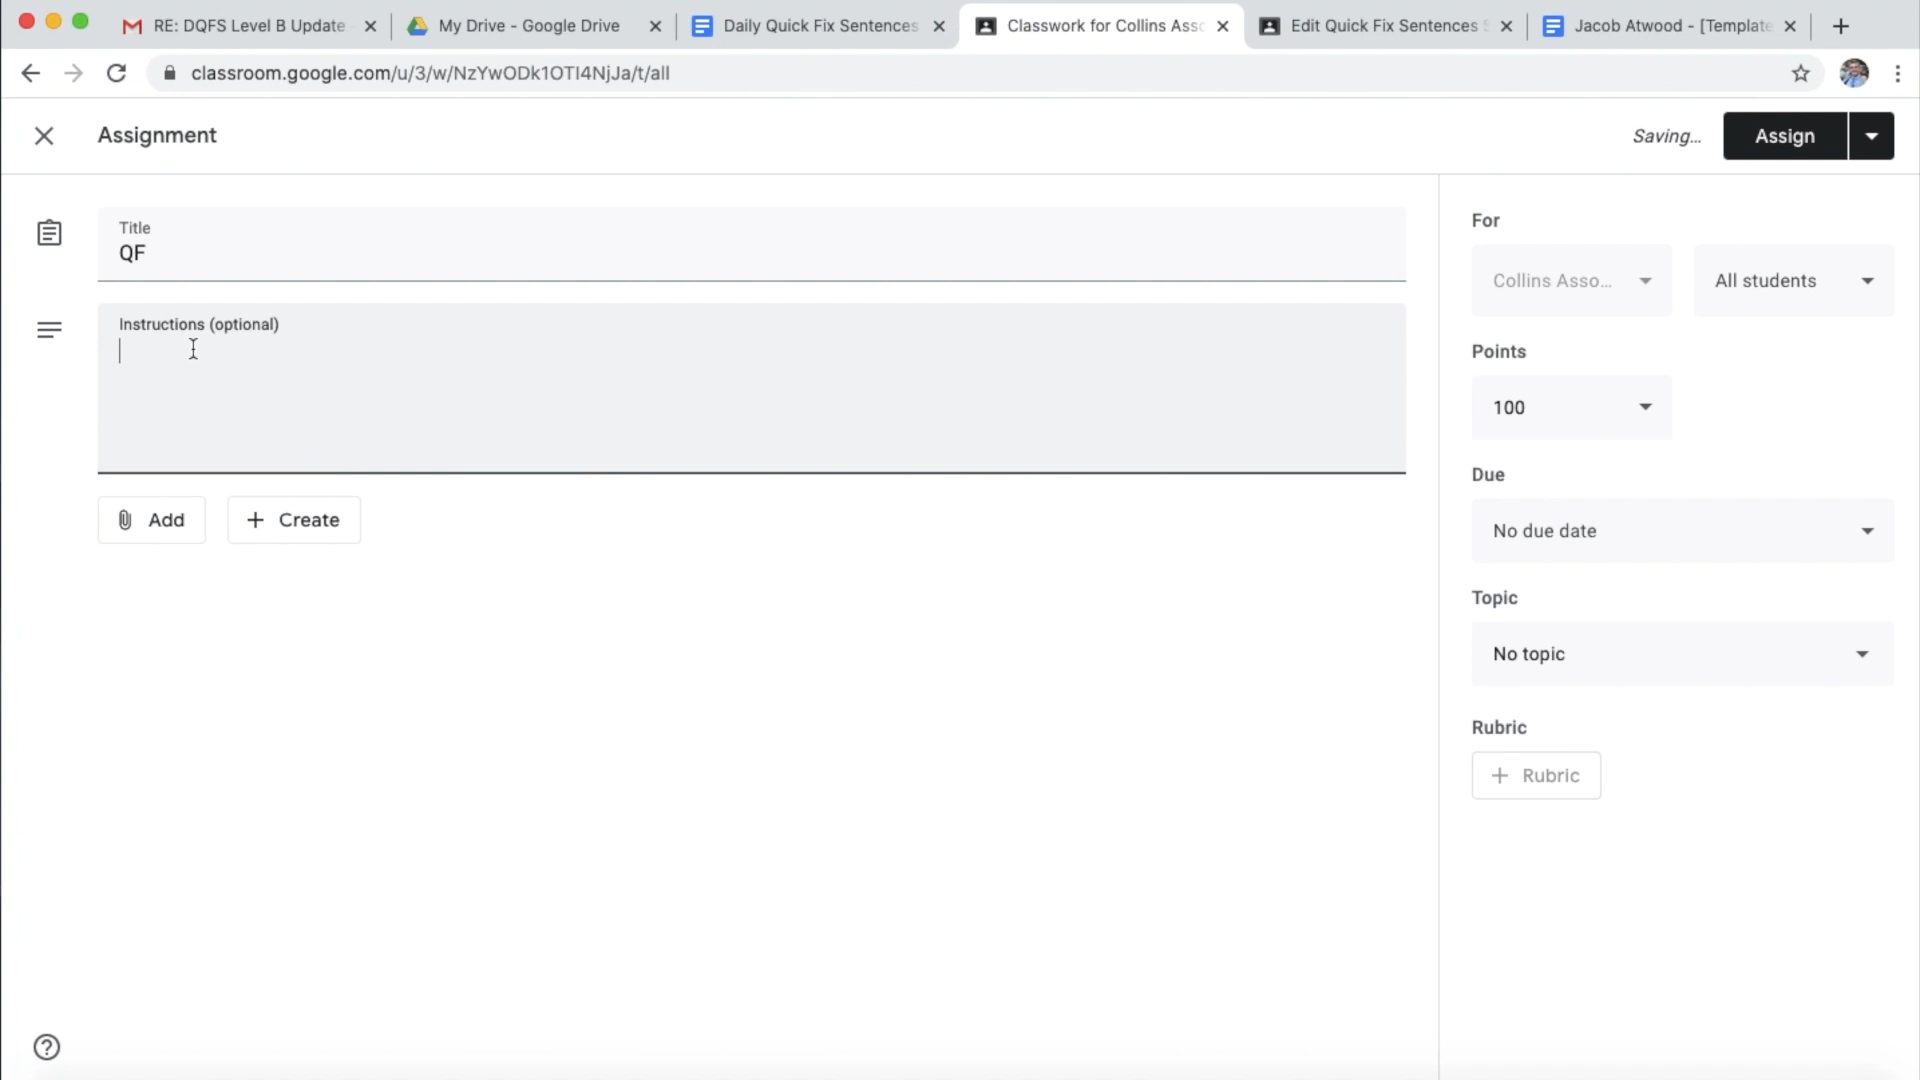 RE: DQFS Level B Update
My Drive - Google Drive
Daily Quick Fix Sentences
Classwork for Collins Asso
Edit Quick Fix Sentences S
Jacob Atwood - [Template
classroom.google.com/u/3/w/NzYwODk1OTI4NjJa/t/all
Assignment
Saving...
Assign
Title
QF
Instructions (optional)
Add
Create
For
Collins Asso...
All students
Points
100
Due
No due date
Topic
No topic
Rubric
Rubric